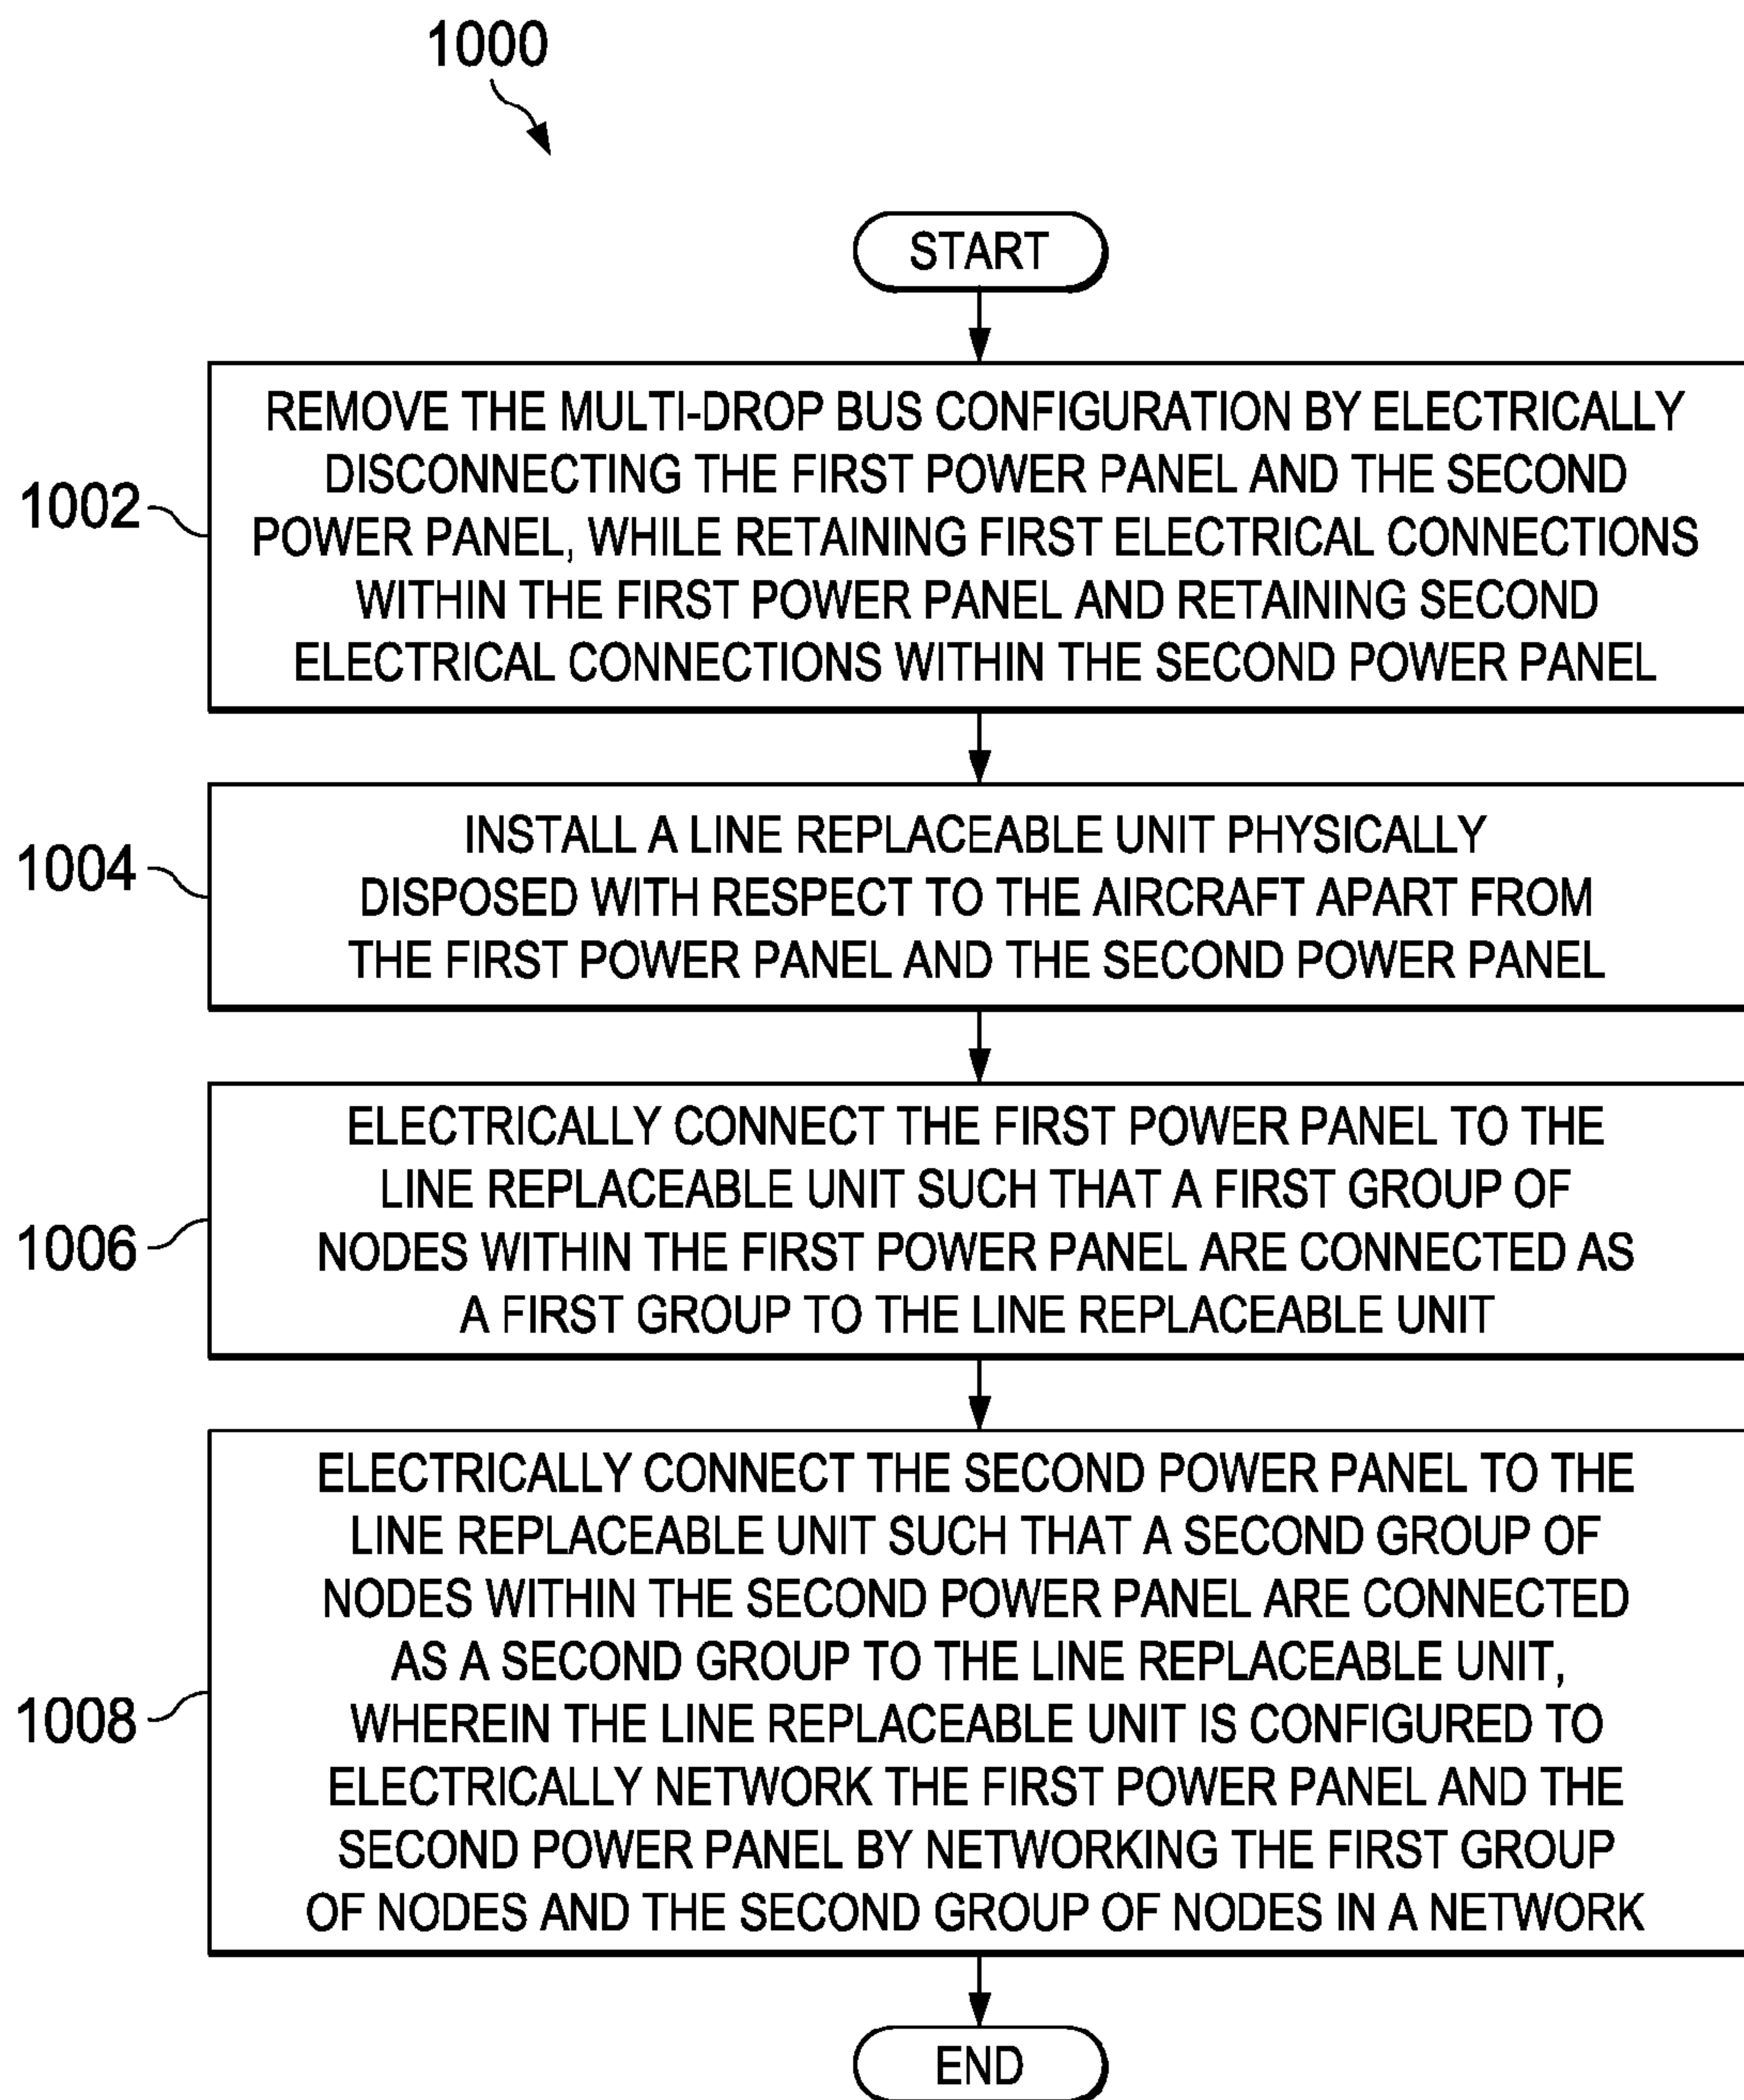 1000
START
1002
REMOVE THE MULTI-DROP BUS CONFIGURATION BY ELECTRICALLY
DISCONNECTING THE FIRST POWER PANEL AND THE SECOND
POWER PANEL, WHILE RETAINING FIRST ELECTRICAL CONNECTIONS
WITHIN THE FIRST POWER PANEL AND RETAINING SECOND
ELECTRICAL CONNECTIONS WITHIN THE SECOND POWER PANEL
1004
INSTALL A LINE REPLACEABLE UNIT PHYSICALLY
DISPOSED WITH RESPECT TO THE AIRCRAFT APART FROM
THE FIRST POWER PANEL AND THE SECOND POWER PANEL
1006
ELECTRICALLY CONNECT THE FIRST POWER PANEL TO THE
LINE REPLACEABLE UNIT SUCH THAT A FIRST GROUP OF
NODES WITHIN THE FIRST POWER PANEL ARE CONNECTED AS
A FIRST GROUP TO THE LINE REPLACEABLE UNIT
1008
ELECTRICALLY CONNECT THE SECOND POWER PANEL TO THE
LINE REPLACEABLE UNIT SUCH THAT A SECOND GROUP OF
NODES WITHIN THE SECOND POWER PANEL ARE CONNECTED
AS A SECOND GROUP TO THE LINE REPLACEABLE UNIT,
WHEREIN THE LINE REPLACEABLE UNIT IS CONFIGURED TO
ELECTRICALLY NETWORK THE FIRST POWER PANEL AND THE
SECOND POWER PANEL BY NETWORKING THE FIRST GROUP
OF NODES AND THE SECOND GROUP OF NODES IN A NETWORK
END